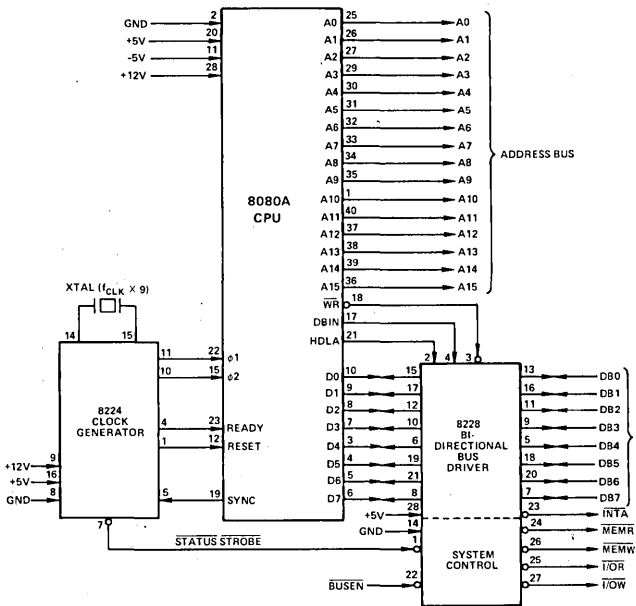 GND 2
+5V 20
-5V 11
+12V 28
8080A
CPU
A0 25 A0
A1 26 A1
A2 27 A2
A3 29 A3
A4 30 A4
A5 31 A5
A6 32 A6
A7 33 A7
A8 34 A8
A9 35 A9
A10 1 A10
A11 40 A11
A12 37 A12
A13 38 A13
A14 39 A14
A15 36 A15
ADDRESS BUS
WR 18
DBIN 17
HDLA 21
XTAL (fCLK X 9)
14 15
8224
CLOCK
GENERATOR
11 22 φ1
10 15 φ2
4 23 READY
1 12 RESET
5 19 SYNC
+12V 9
+5V 16
GND 8
7
STATUS STROBE
2 4 3
8228
BI-
DIRECTIONAL
BUS
DRIVER
D0 10 15 13 DB0
D1 9 17 16 DB1
D2 8 12 11 DB2
D3 7 10 9 DB3
D4 3 6 5 DB4
D5 4 19 18 DB5
D6 5 21 20 DB6
D7 6 8 7 DB7
+5V 28
GND 14
1
BUSEN 22
SYSTEM
CONTROL
23 INTA
24 MEMR
26 MEMW
25 I/OR
27 I/OW